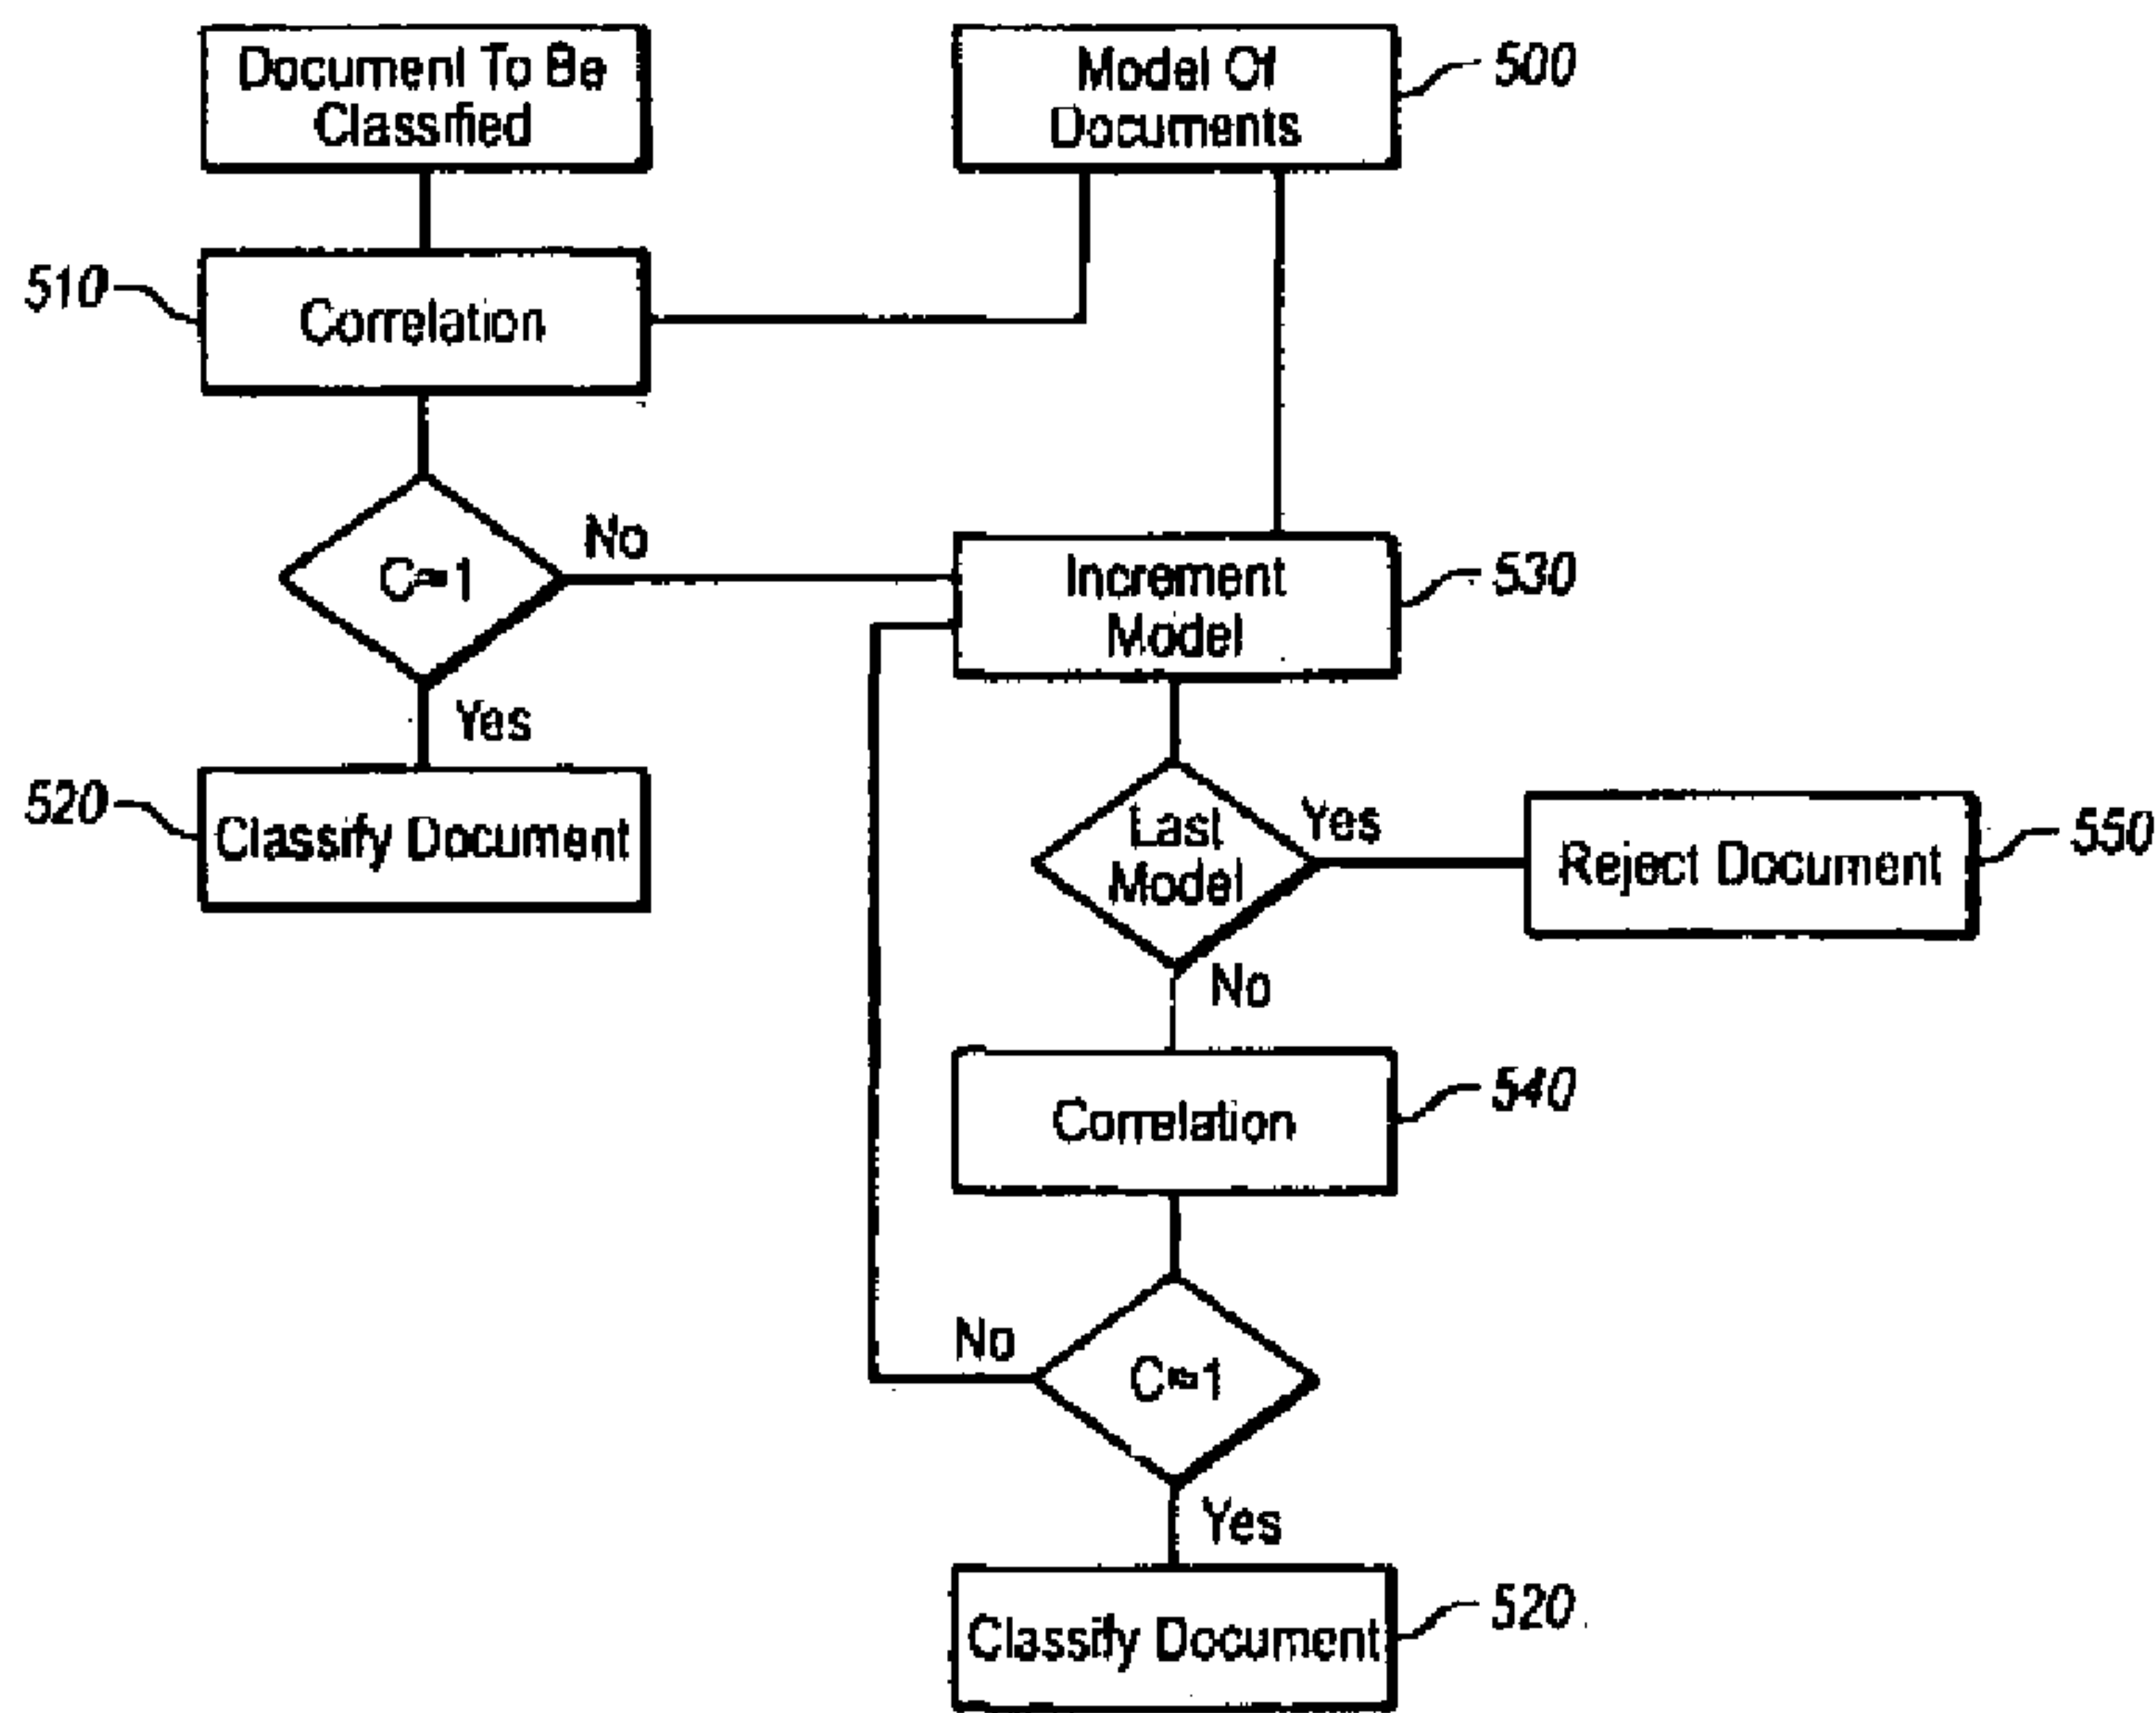 Document To Be
Classified
Model Of
Documents
500
510
Correlation
C≈1
No
Increment
Model
530
Yes
520
Classify Document
Last
Model
Yes
Reject Document
550
No
Correlation
540
No
C≈1
Yes
Classify Document
520